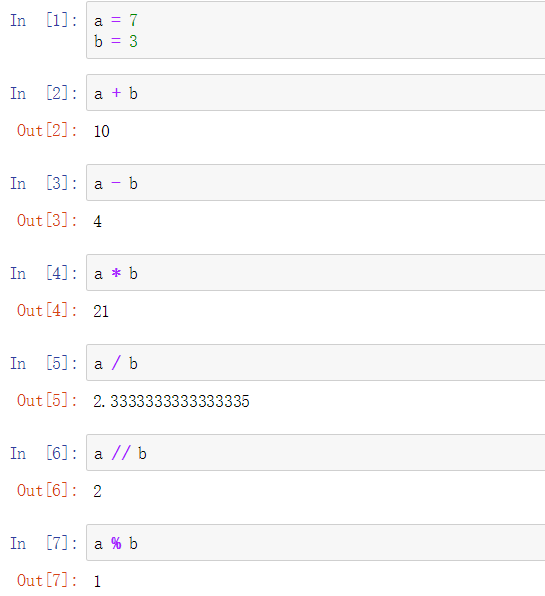 In [1]: a = 7
b = 3
In [2]: a + b
Out[2]: 10
In [3]: a - b
Out[3]: 4
In [4]: a * b
Out[4]: 21
In [5]: a / b
Out[5]: 2.3333333333333335
In [6]: a // b
Out[6]: 2
In [7]: a % b
Out[7]: 1